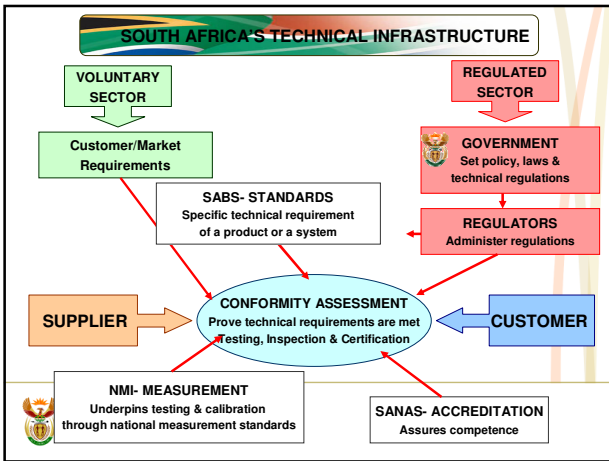 SOUTH AFRICA'S TECHNICAL INFRASTRUCTURE
VOLUNTARY
SECTOR
REGULATED
SECTOR
Customer/Market
Requirements
GOVERNMENT
Set policy, laws &
technical regulations
SABS- STANDARDS
Specific technical requirement
of a product or a system
REGULATORS
Administer regulations
SUPPLIER
CONFORMITY ASSESSMENT
Prove technical requirements are met
Testing, Inspection & Certification
CUSTOMER
NMI- MEASUREMENT
Underpins testing & calibration
through national measurement standards
SANAS- ACCREDITATION
Assures competence